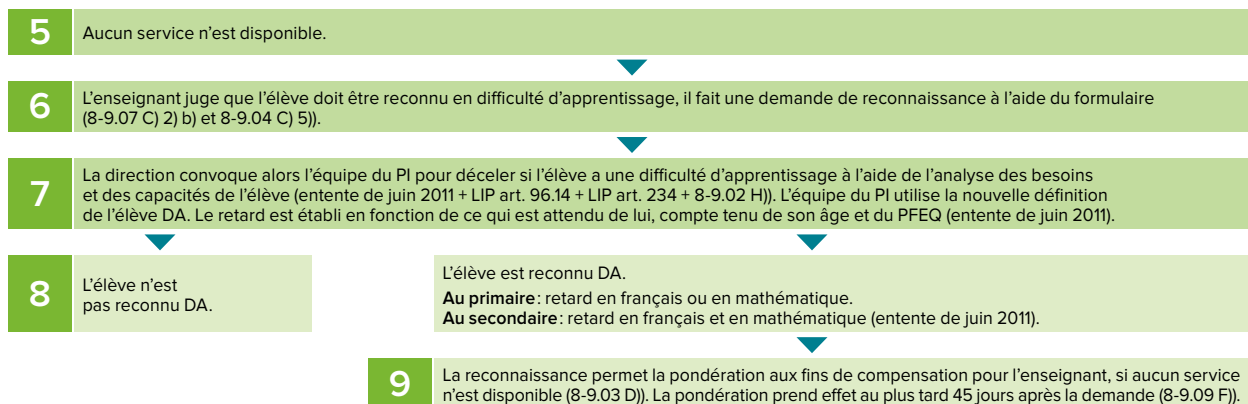 5
Aucun service n'est disponible.
6
L'enseignant juge que l'élève doit être reconnu en difficulté d'apprentissage, il fait une demande de reconnaissance à l'aide du formulaire
(8-9.07 C) 2) b) et 8-9.04 C) 5)).
7
La direction convoque alors l'équipe du PI pour déceler si l'élève a une difficulté d'apprentissage à l'aide de l'analyse des besoins
et des capacités de l'élève (entente de juin 2011 + LIP art. 96.14 + LIP art. 234 + 8-9.02 H)). L'équipe du PI utilise la nouvelle définition
de l'élève DA. Le retard est établi en fonction de ce qui est attendu de lui, compte tenu de son âge et du PFEQ (entente de juin 2011).
8
L'élève n'est
pas reconnu DA.
L'élève est reconnu DA.
Au primaire : retard en français ou en mathématique.
Au secondaire : retard en français et en mathématique (entente de juin 2011).
9
La reconnaissance permet la pondération aux fins de compensation pour l'enseignant, si aucun service
n'est disponible (8-9.03 D)). La pondération prend effet au plus tard 45 jours après la demande (8-9.09 F)).